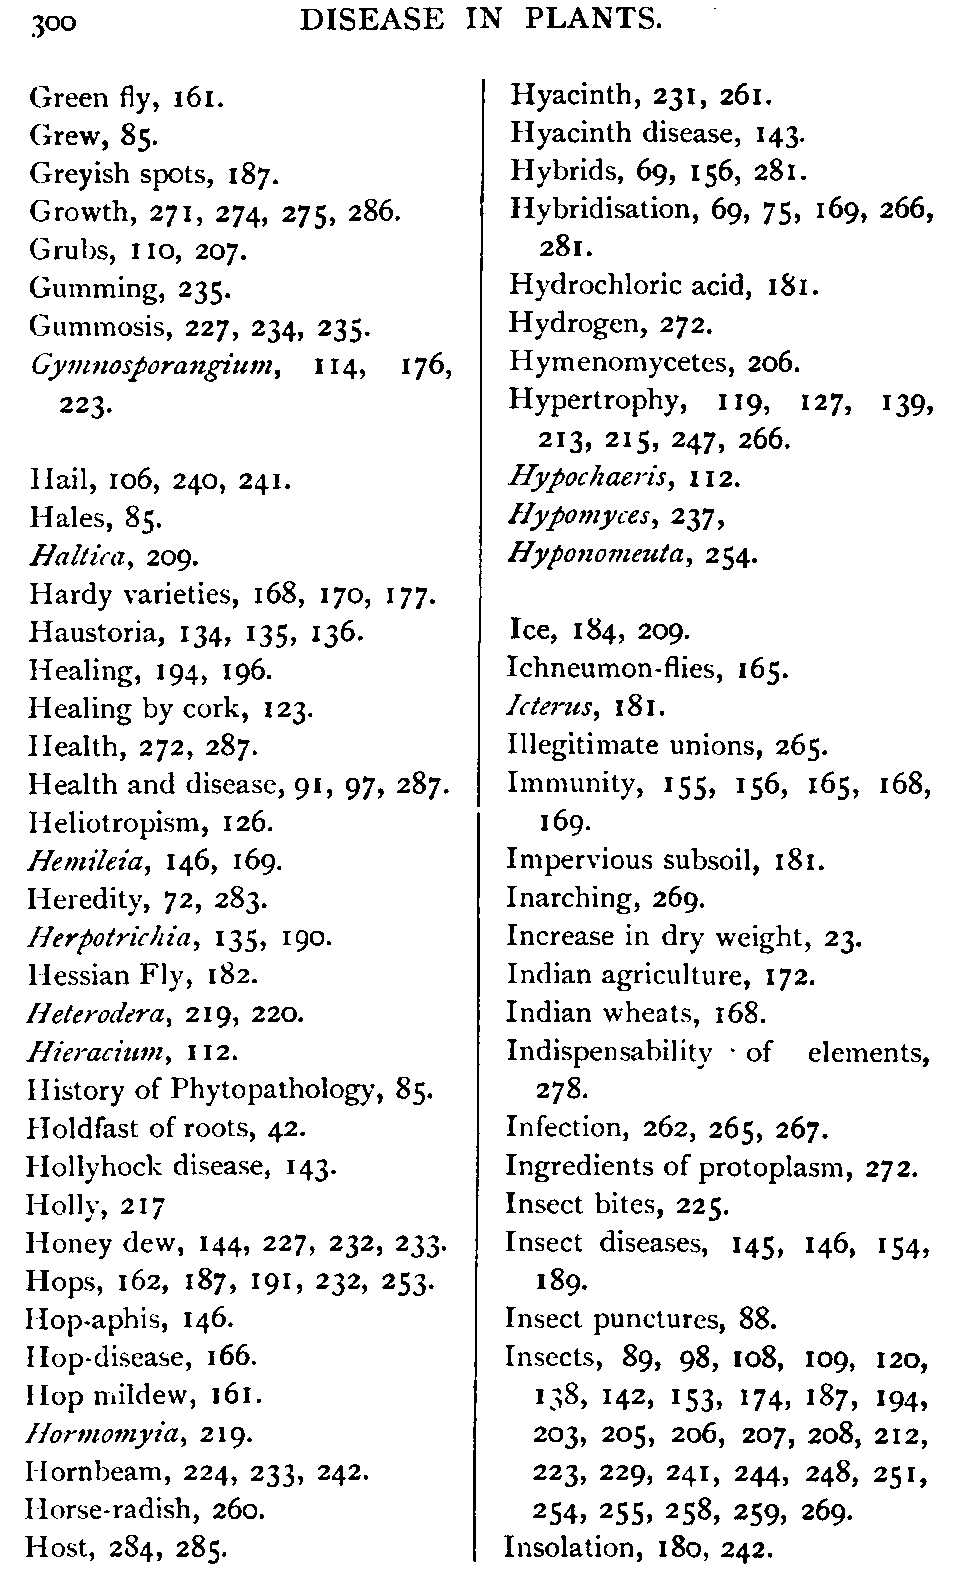 300 DISEASE IN PLANTS.
Green fly, 161.
Grew, 85.
Greyish spots, 187.
Growth, 271, 274, 275, 286.
Grubs, 110, 207.
Gumming, 235.
Gummosis, 227, 234, 235.
Gymnosporangium, 114, 176,
223.
Hail, 106, 240, 241.
Hales, 85.
Haltica, 209.
Hardy varieties, 168, 170, 177.
Haustoria, 134, 135, 136.
Healing, 194, 196.
Healing by cork, 123.
Health, 272, 287.
Health and disease, 91, 97, 287.
Heliotropism, 126.
Hemileia, 146, 169.
Heredity, 72, 283.
Herpotrichia, 135, 190.
Hessian Fly, 182.
Heterodera, 219, 220.
Hieracium, 112.
History of Phytopathology, 85.
Holdfast of roots, 42.
Hollyhock disease, 143.
Holly, 217
Honey dew, 144, 227, 232, 233.
Hops, 162, 187, 191, 232, 253.
Hop-aphis, 146.
Hop-disease, 166.
Hop mildew, 161.
Hormomyia, 219.
Hornbeam, 224, 233, 242.
Horse-radish, 260.
Host, 284, 285.
Hyacinth, 231, 261.
Hyacinth disease, 143.
Hybrids, 69, 156, 281.
Hybridisation, 69, 75, 169, 266,
281.
Hydrochloric acid, 181.
Hydrogen, 272.
Hymenomycetes, 206.
Hypertrophy, 119, 127, 139,
213, 215, 247, 266.
Hypochaeris, 112.
Hypomyces, 237,
Hyponomeuta, 254.
Ice, 184, 209.
Ichneumon-flies, 165.
Icterus, 181.
Illegitimate unions, 265.
Immunity, 155, 156, 165, 168,
169.
Impervious subsoil, 181.
Inarching, 269.
Increase in dry weight, 23.
Indian agriculture, 172.
Indian wheats, 168.
Indispensability of elements,
278.
Infection, 262, 265, 267.
Ingredients of protoplasm, 272.
Insect bites, 225.
Insect diseases, 145, 146, 154,
189.
Insect punctures, 88.
Insects, 89, 98, 108, 109, 120,
138, 142, 153, 174, 187, 194,
203, 205, 206, 207, 208, 212,
223, 229, 241, 244, 248, 251,
254, 255, 258, 259, 269.
Insolation, 180, 242.